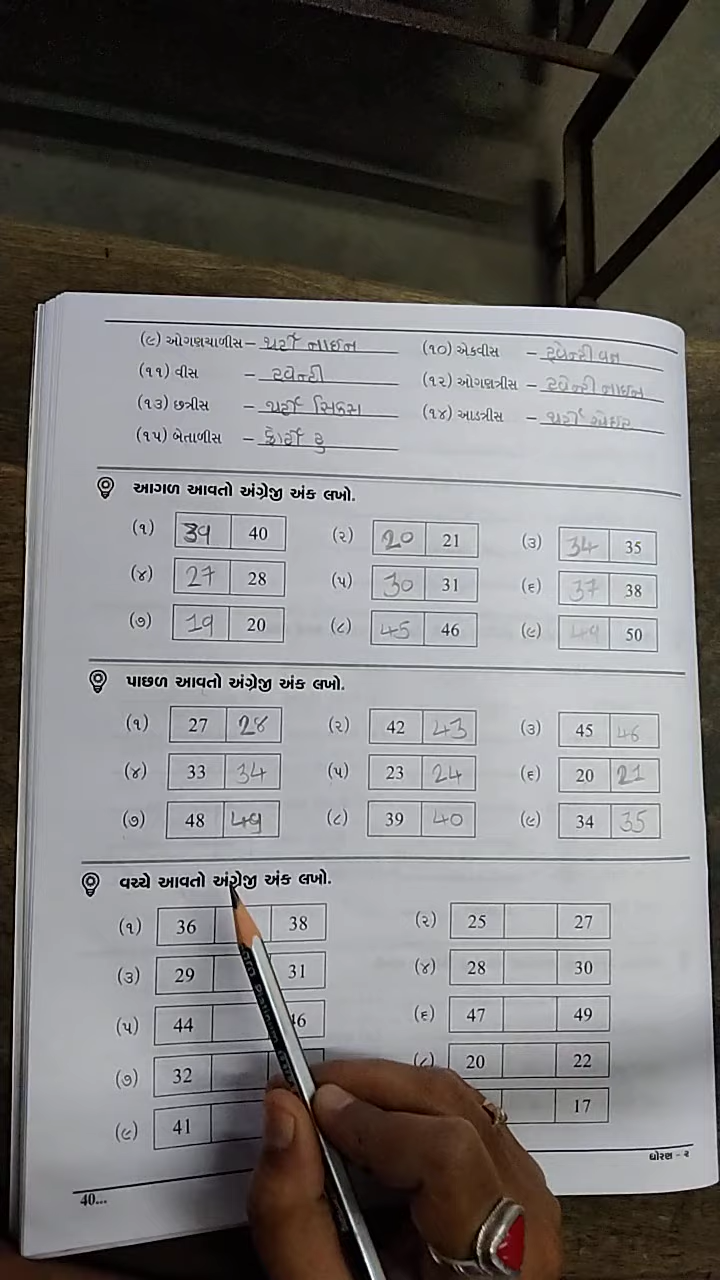 (૯) ઓગણચાળીસ – થર્ટી નાઇન (૧૦) એકવીસ – ટ્વેન્ટી વન
(૧૧) વીસ – ટ્વેન્ટી (૧૨) ઓગણત્રીસ – ટ્વેન્ટી નાઇન
(૧૩) છત્રીસ – થર્ટી સિક્સ (૧૪) આડત્રીસ – થર્ટી એઇટ
(૧૫) બેતાળીસ – ફોર્ટી ટુ
આગળ આવતો અંગ્રેજી અંક લખો.
(૧) 39 40 (૨) 20 21 (૩) 34 35
(૪) 27 28 (૫) 30 31 (૬) 37 38
(૭) 19 20 (૮) 45 46 (૯) 49 50
પાછળ આવતો અંગ્રેજી અંક લખો.
(૧) 27 28 (૨) 42 43 (૩) 45 46
(૪) 33 34 (૫) 23 24 (૬) 20 21
(૭) 48 49 (૮) 39 40 (૯) 34 35
વચ્ચે આવતો અંગ્રેજી અંક લખો.
(૧) 36 38 (૨) 25 27
(૩) 29 31 (૪) 28 30
(૫) 44 46 (૬) 47 49
(૭) 32 (૮) 20 22
(૯) 41 17
ધોરણ - ૨
40...